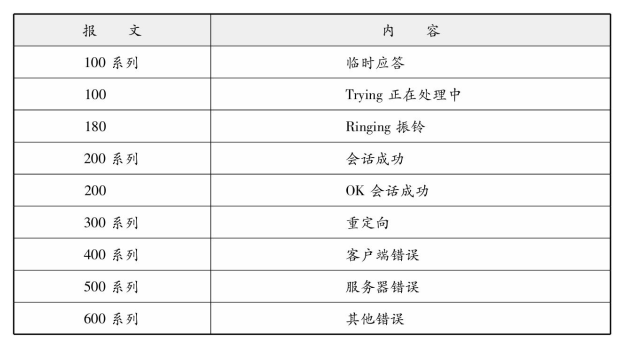 报 文 内 容
100 系列 临时应答
100 Trying 正在处理中
180 Ringing 振铃
200 系列 会话成功
200 OK 会话成功
300 系列 重定向
400 系列 客户端错误
500 系列 服务器错误
600 系列 其他错误